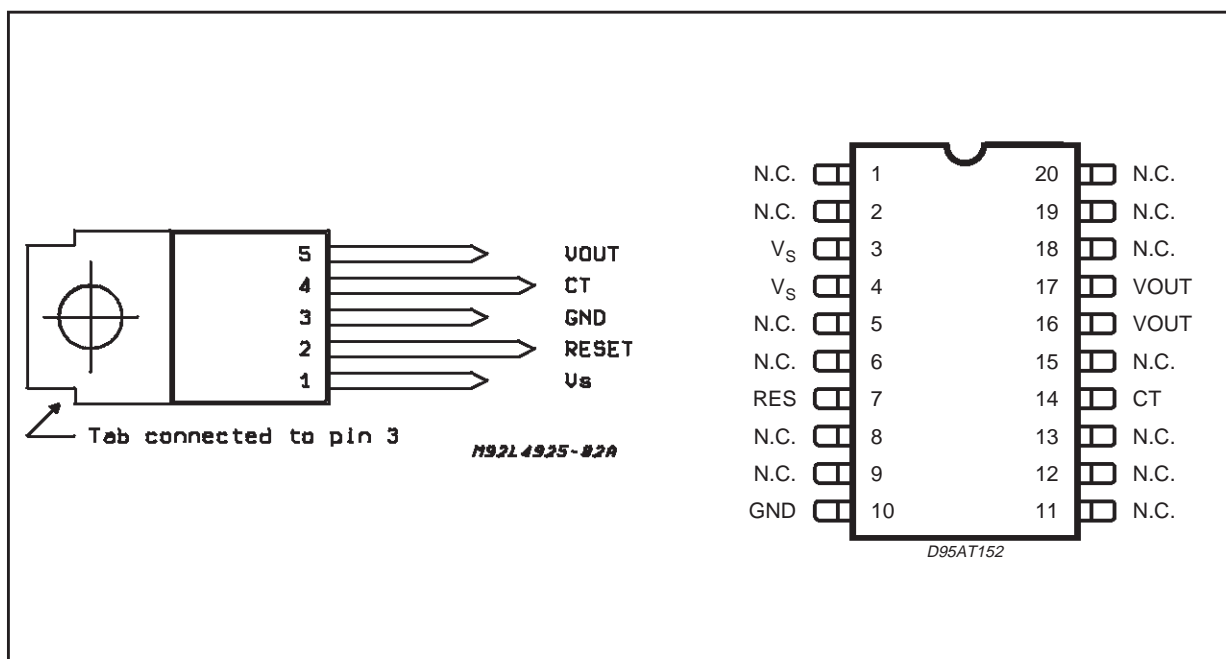 5 VOUT
4 CT
3 GND
2 RESET
1 Vs
Tab connected to pin 3
M92L4925-02A
N.C. 1 20 N.C.
N.C. 2 19 N.C.
VS 3 18 N.C.
VS 4 17 VOUT
N.C. 5 16 VOUT
N.C. 6 15 N.C.
RES 7 14 CT
N.C. 8 13 N.C.
N.C. 9 12 N.C.
GND 10 11 N.C.
D95AT152